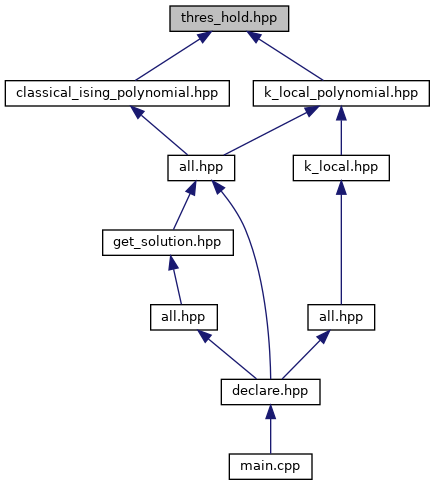 thres_hold.hpp
classical_ising_polynomial.hpp
k_local_polynomial.hpp
all.hpp
k_local.hpp
get_solution.hpp
all.hpp
all.hpp
declare.hpp
main.cpp